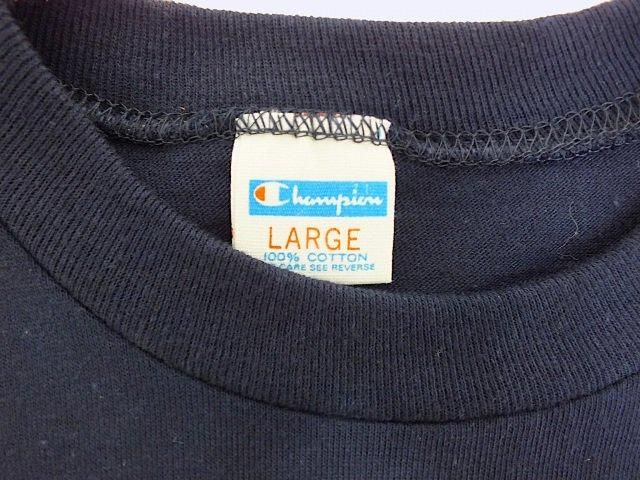 Champion
LARGE
100% COTTON
CARE SEE REVERSE